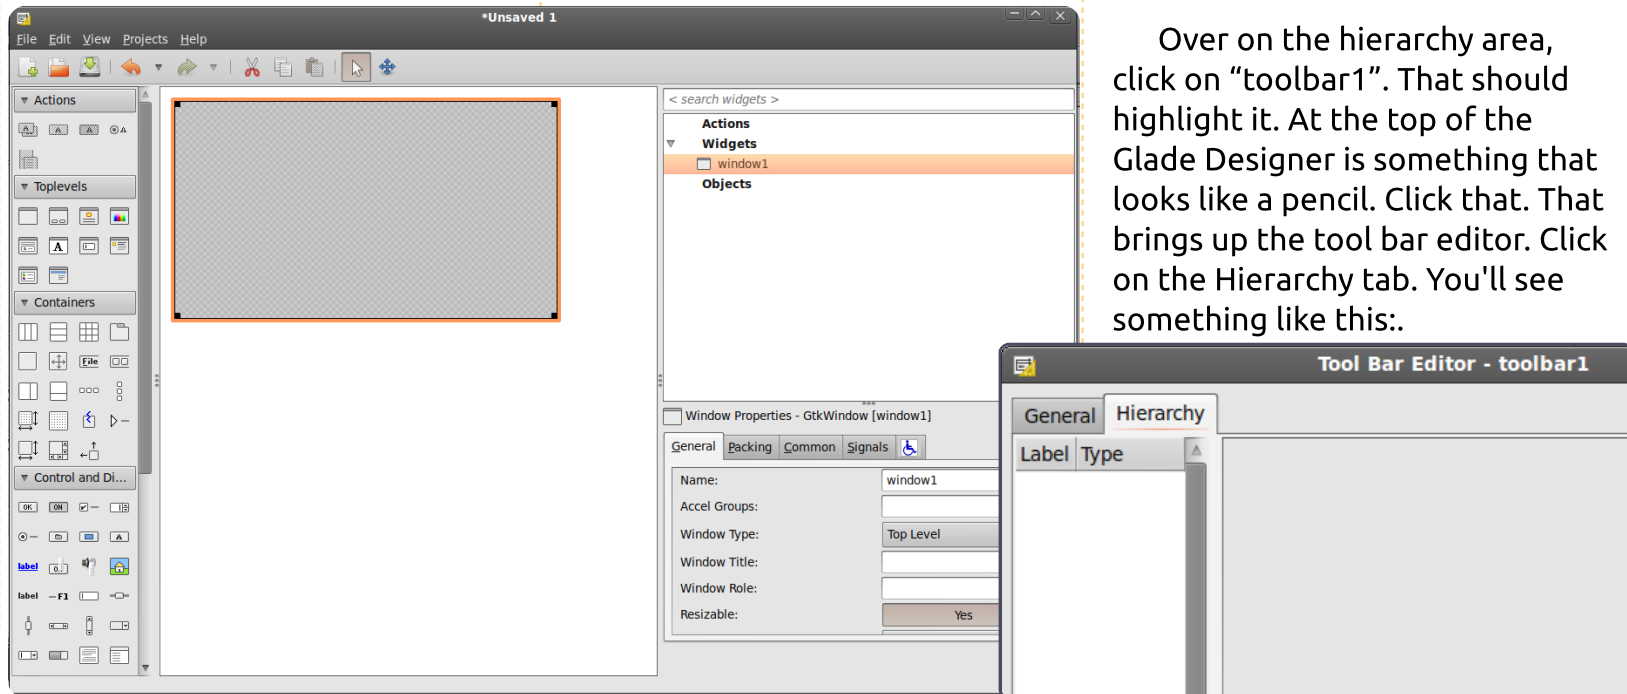 *Unsaved 1
File Edit View Projects Help
Actions
Toplevels
Containers
File
Control and Di...
OK ON
label
label F1
< search widgets >
Actions
Widgets
window1
Objects
Window Properties - GtkWindow [window1]
General Packing Common Signals
Name: window1
Accel Groups:
Window Type: Top Level
Window Title:
Window Role:
Resizable: Yes
Over on the hierarchy area,
click on “toolbar1”. That should
highlight it. At the top of the
Glade Designer is something that
looks like a pencil. Click that. That
brings up the tool bar editor. Click
on the Hierarchy tab. You'll see
something like this:.
Tool Bar Editor - toolbar1
General Hierarchy
Label Type